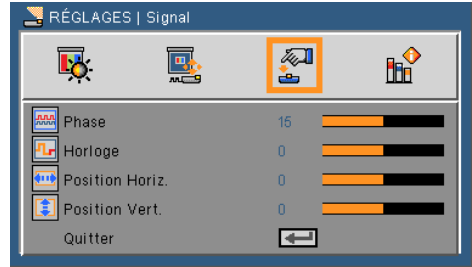 RÉGLAGES | Signal
Phase 15
Horloge 0
Position Horiz. 0
Position Vert. 0
Quitter